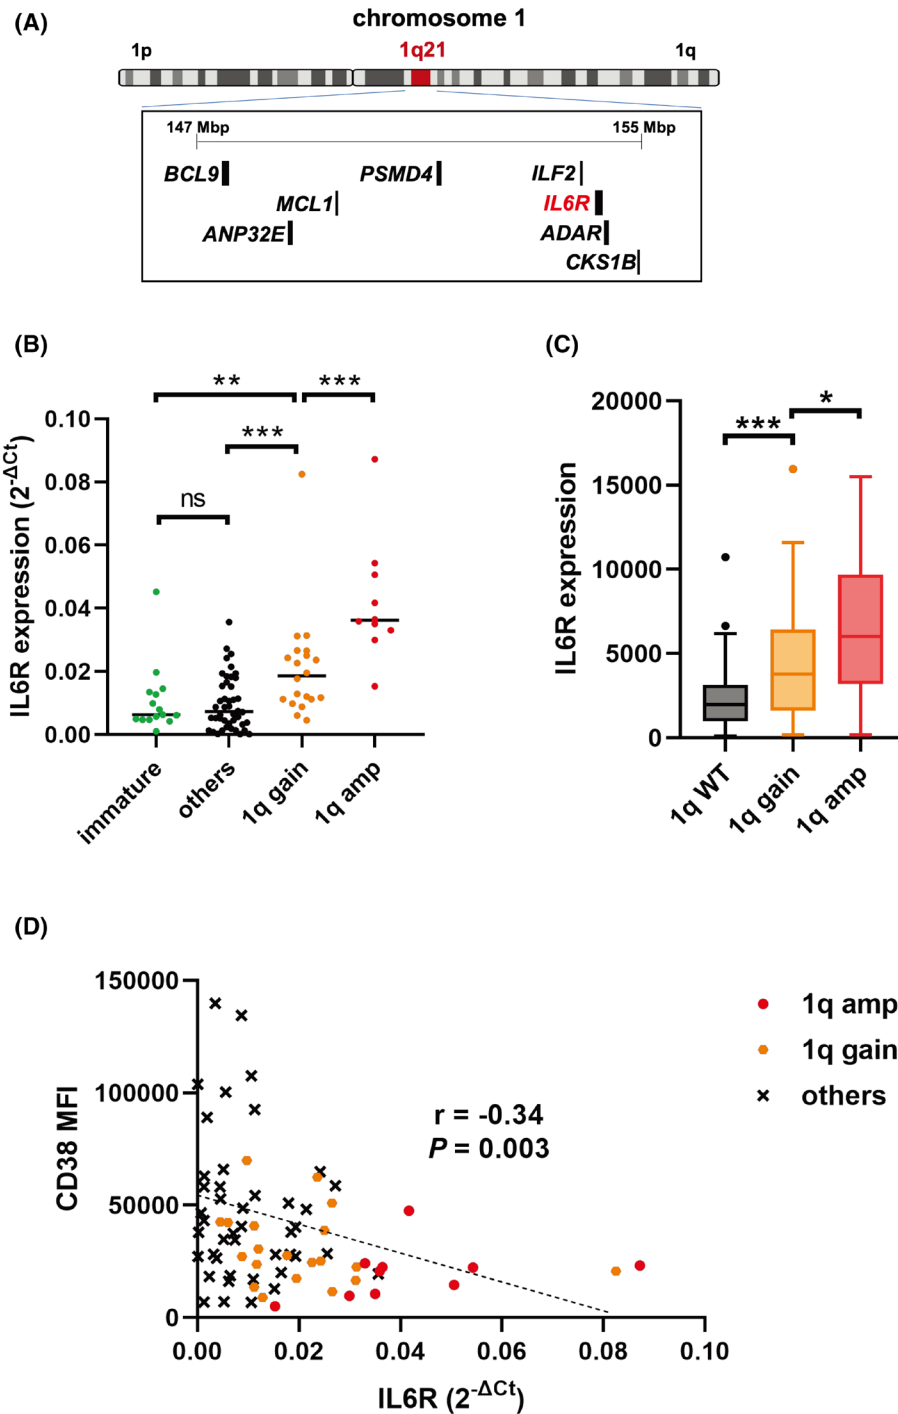 (A)
chromosome 1
1p 1q21 1q
147 Mbp 155 Mbp
BCL9 PSMD4 ILF2
MCL1 IL6R
ANP32E ADAR
CKS1B
(B)
** ***
***
ns
IL6R expression (2^-ΔCt)
0.10
0.08
0.06
0.04
0.02
0.00
immature others 1q gain 1q amp
(C)
*** *
IL6R expression
20000
15000
10000
5000
0
1q WT 1q gain 1q amp
(D)
CD38 MFI
150000
100000
50000
0
r = -0.34
P = 0.003
1q amp
1q gain
others
0.00 0.02 0.04 0.06 0.08 0.10
IL6R (2^-ΔCt)